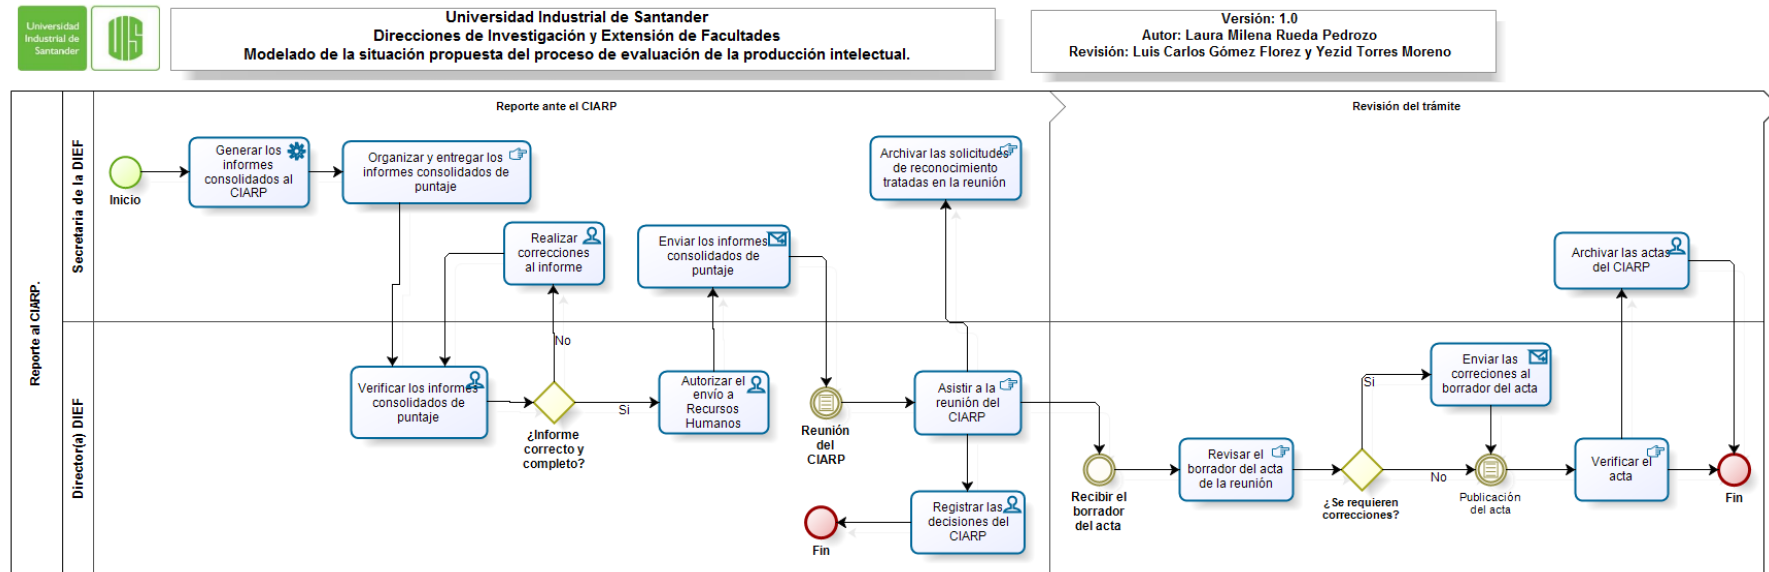 Universidad
Industrial de
Santander
UIS
Universidad Industrial de Santander
Direcciones de Investigación y Extensión de Facultades
Modelado de la situación propuesta del proceso de evaluación de la producción intelectual.
Versión: 1.0
Autor: Laura Milena Rueda Pedrozo
Revisión: Luis Carlos Gómez Florez y Yezid Torres Moreno
Reporte al CIARP.
Secretaria de la DIEF
Director(a) DIEF
Reporte ante el CIARP
Revisión del trámite
Inicio
Generar los
informes
consolidados al
CIARP
Organizar y entregar los
informes consolidados de
puntaje
Archivar las solicitudes
de reconocimiento
tratadas en la reunión
Realizar
correcciones
al informe
Enviar los informes
consolidados de
puntaje
Archivar las actas
del CIARP
No
Verificar los informes
consolidados de
puntaje
¿Informe
correcto y
completo?
Si
Autorizar el
envío a
Recursos
Humanos
Reunión
del
CIARP
Asistir a la
reunión del
CIARP
Registrar las
decisiones del
CIARP
Fin
Recibir el
borrador
del acta
Revisar el
borrador del acta
de la reunión
¿Se requieren
correcciones?
Si
Enviar las
correciones al
borrador del acta
No
Publicación
del acta
Verificar el
acta
Fin